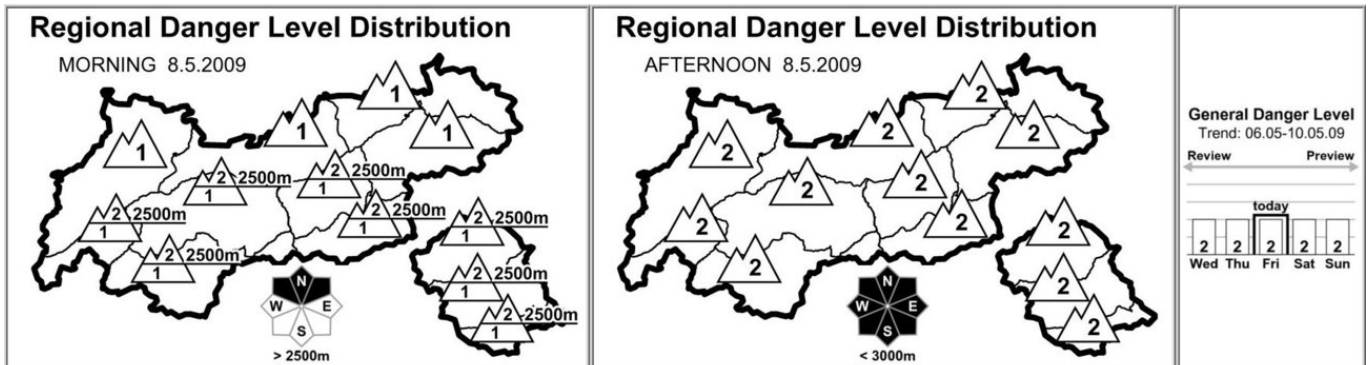 Regional Danger Level Distribution
MORNING 8.5.2009
1
1
1
1
2 2500m
1
2 2500m
1
2 2500m
1
2 2500m
1
2 2500m
1
2 2500m
1
2 2500m
1
2 2500m
1
N
W E
S
> 2500m
Regional Danger Level Distribution
AFTERNOON 8.5.2009
2
2
2
2
2
2
2
2
2
2
2
2
N
W E
S
< 3000m
General Danger Level
Trend: 06.05-10.05.09
Review Preview
today
2 2 2 2 2
Wed Thu Fri Sat Sun